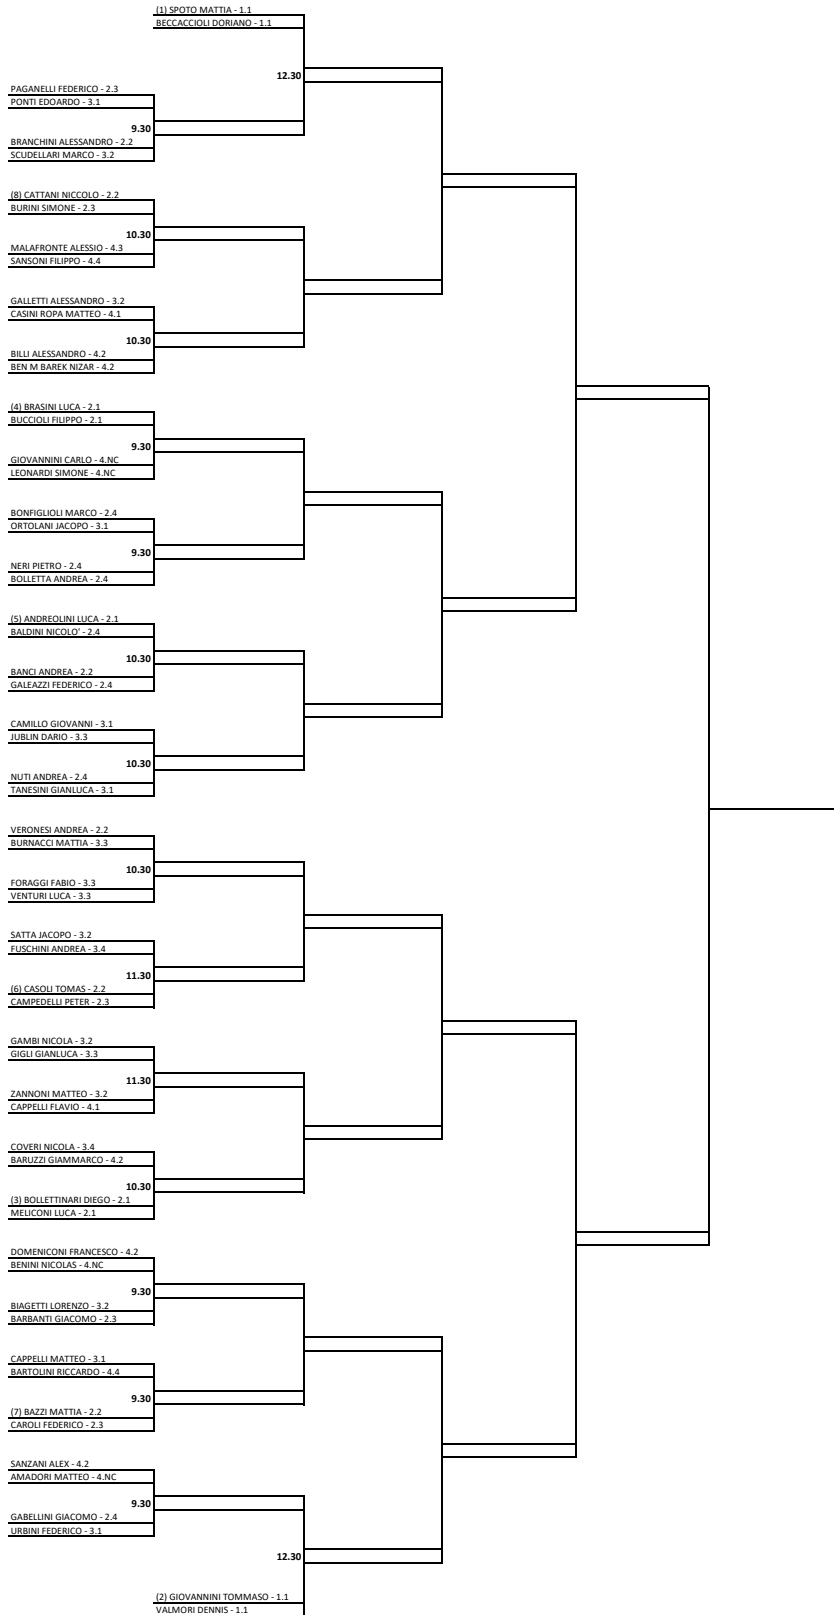 (1) SPOTO MATTIA - 1.1
BECCACCIOLI DORIANO - 1.1
12.30
PAGANELLI FEDERICO - 2.3
PONTI EDOARDO - 3.1
9.30
BRANCHINI ALESSANDRO - 2.2
SCUDELLARI MARCO - 3.2
(8) CATTANI NICCOLO - 2.2
BURINI SIMONE - 2.3
10.30
MALAFRONTE ALESSIO - 4.3
SANSONI FILIPPO - 4.4
GALLETTI ALESSANDRO - 3.2
CASINI ROPA MATTEO - 4.1
10.30
BILLI ALESSANDRO - 4.2
BEN M BAREK NIZAR - 4.2
(4) BRASINI LUCA - 2.1
BUCCIOLI FILIPPO - 2.1
9.30
GIOVANNINI CARLO - 4.NC
LEONARDI SIMONE - 4.NC
BONFIGLIOLI MARCO - 2.4
ORTOLANI JACOPO - 3.1
9.30
NERI PIETRO - 2.4
BOLLETTA ANDREA - 2.4
(5) ANDREOLINI LUCA - 2.1
BALDINI NICOLO' - 2.4
10.30
BANCI ANDREA - 2.2
GALEAZZI FEDERICO - 2.4
CAMILLO GIOVANNI - 3.1
JUBLIN DARIO - 3.3
10.30
NUTI ANDREA - 2.4
TANESINI GIANLUCA - 3.1
VERONESI ANDREA - 2.2
BURNACCI MATTIA - 3.3
10.30
FORAGGI FABIO - 3.3
VENTURI LUCA - 3.3
SATTA JACOPO - 3.2
FUSCHINI ANDREA - 3.4
11.30
(6) CASOLI TOMAS - 2.2
CAMPEDELLI PETER - 2.3
GAMBI NICOLA - 3.2
GIGLI GIANLUCA - 3.3
11.30
ZANNONI MATTEO - 3.2
CAPPELLI FLAVIO - 4.1
COVERI NICOLA - 3.4
BARUZZI GIAMMARCO - 4.2
10.30
(3) BOLLETTINARI DIEGO - 2.1
MELICONI LUCA - 2.1
DOMENICONI FRANCESCO - 4.2
BENINI NICOLAS - 4.NC
9.30
BIAGETTI LORENZO - 3.2
BARBANTI GIACOMO - 2.3
CAPPELLI MATTEO - 3.1
BARTOLINI RICCARDO - 4.4
9.30
(7) BAZZI MATTIA - 2.2
CAROLI FEDERICO - 2.3
SANZANI ALEX - 4.2
AMADORI MATTEO - 4.NC
9.30
GABELLINI GIACOMO - 2.4
URBINI FEDERICO - 3.1
12.30
(2) GIOVANNINI TOMMASO - 1.1
VALMORI DENNIS - 1.1